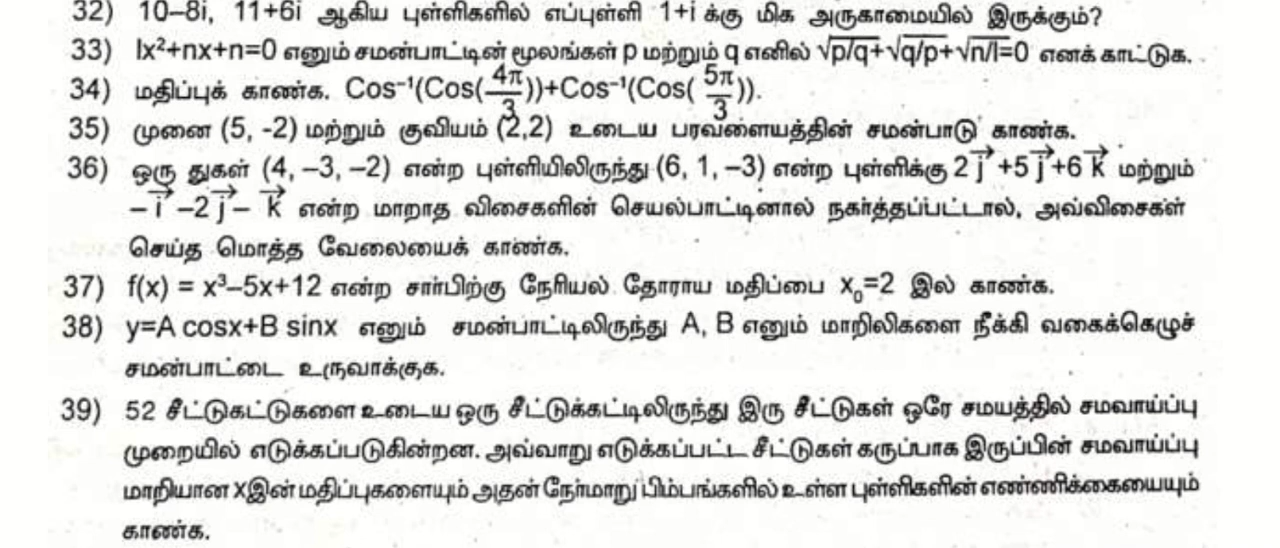 32) 10–8i, 11+6i ஆகிய புள்ளிகளில் எப்புள்ளி 1+i க்கு மிக அருகாமையில் இருக்கும்?
33) lx²+nx+n=0 எனும் சமன்பாட்டின் மூலங்கள் p மற்றும் q எனில் √p/q+√q/p+√n/l=0 எனக் காட்டுக.
34) மதிப்புக் காண்க. Cos⁻¹(Cos(4π/3))+Cos⁻¹(Cos(5π/3)).
35) முனை (5, -2) மற்றும் குவியம் (2,2) உடைய பரவளையத்தின் சமன்பாடு காண்க.
36) ஒரு துகள் (4, –3, –2) என்ற புள்ளியிலிருந்து (6, 1, –3) என்ற புள்ளிக்கு 2j⃗+5j⃗+6k⃗ மற்றும்
–i⃗–2j⃗–k⃗ என்ற மாறாத விசைகளின் செயல்பாட்டினால் நகர்த்தப்ப்பட்டால், அவ்விசைகள்
செய்த மொத்த வேலையைக் காண்க.
37) f(x) = x³–5x+12 என்ற சார்பிற்கு நேரியல் தோராய மதிப்பை x₀=2 இல் காண்க.
38) y=A cosx+B sinx எனும் சமன்பாட்டிலிருந்து A, B எனும் மாறிலிகளை நீக்கி வகைக்கெழுச்
சமன்பாட்டை உருவாக்குக.
39) 52 சீட்டுகட்டுகளை உடைய ஒரு சீட்டுக்கட்டிலிருந்து இரு சீட்டுகள் ஒரே சமயத்தில் சமவாய்ப்பு
முறையில் எடுக்கப்படுகின்றன. அவ்வாறு எடுக்கப்பட்ட சீட்டுகள் கருப்பாக இருப்பின் சமவாய்ப்பு
மாறியான Xஇன் மதிப்புகளையும் அதன் நேர்மாறு பிம்பங்களில் உள்ள புள்ளிகளின் எண்ணிக்கையையும்
காண்க.